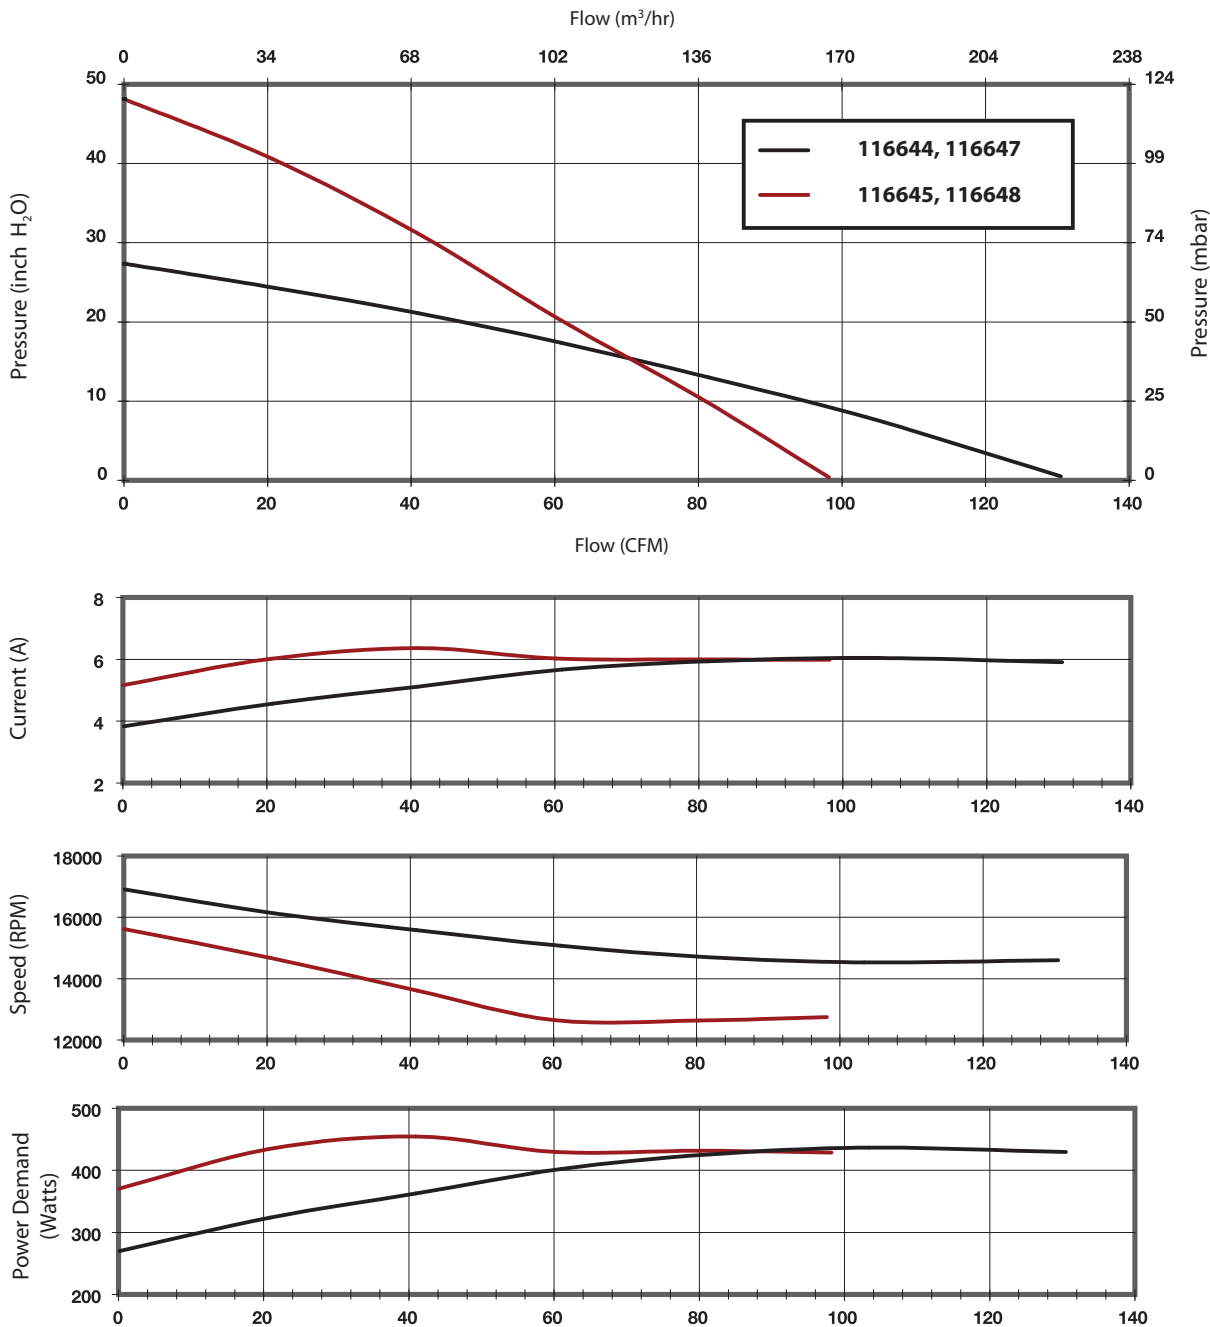 Flow (m³/hr)
0 34 68 102 136 170 204 238
50 124
116644, 116647
40 99
116645, 116648
30 74
20 50
10 25
0 0
Pressure (inch H₂O)
Pressure (mbar)
0 20 40 60 80 100 120 140
Flow (CFM)
8
6
4
2
Current (A)
0 20 40 60 80 100 120 140
18000
16000
14000
12000
Speed (RPM)
0 20 40 60 80 100 120 140
500
400
300
200
Power Demand
(Watts)
0 20 40 60 80 100 120 140